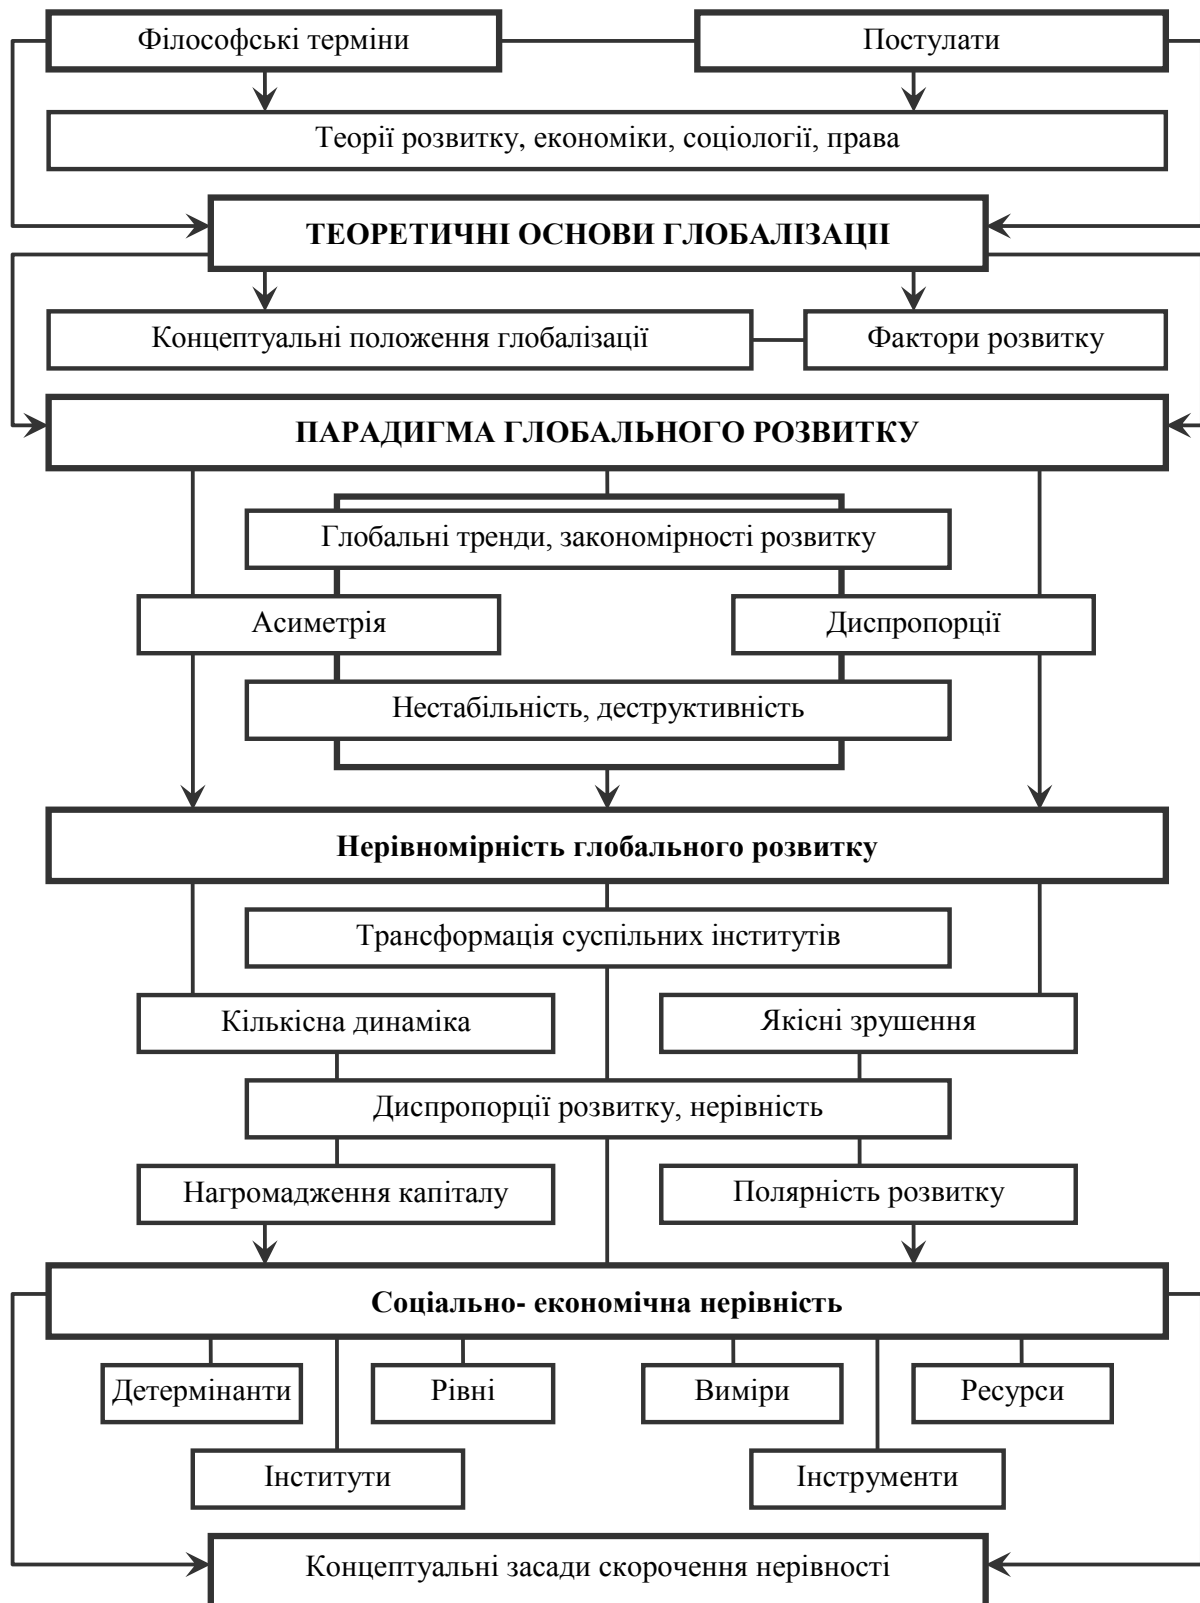 Філософські терміни
Постулати
Теорії розвитку, економіки, соціології, права
ТЕОРЕТИЧНІ ОСНОВИ ГЛОБАЛІЗАЦІІ
Концептуальні положення глобалізації
Фактори розвитку
ПАРАДИГМА ГЛОБАЛЬНОГО РОЗВИТКУ
Глобальні тренди, закономірності розвитку
Асиметрія
Диспропорції
Нестабільність, деструктивність
Нерівномірність глобального розвитку
Трансформація суспільних інститутів
Кількісна динаміка
Якісні зрушення
Диспропорції розвитку, нерівність
Нагромадження капіталу
Полярність розвитку
Соціально- економічна нерівність
Детермінанти
Рівні
Виміри
Ресурси
Інститути
Інструменти
Концептуальні засади скорочення нерівності